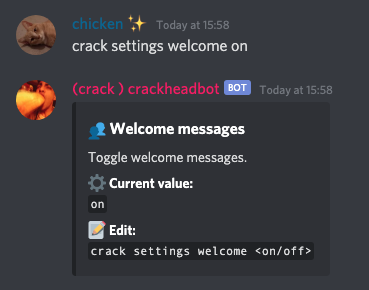 chicken ✨ Today at 15:58
crack settings welcome on
(crack ) crackheadbot BOT Today at 15:58
👥 Welcome messages
Toggle welcome messages.
⚙️ Current value:
on
📝 Edit:
crack settings welcome <on/off>